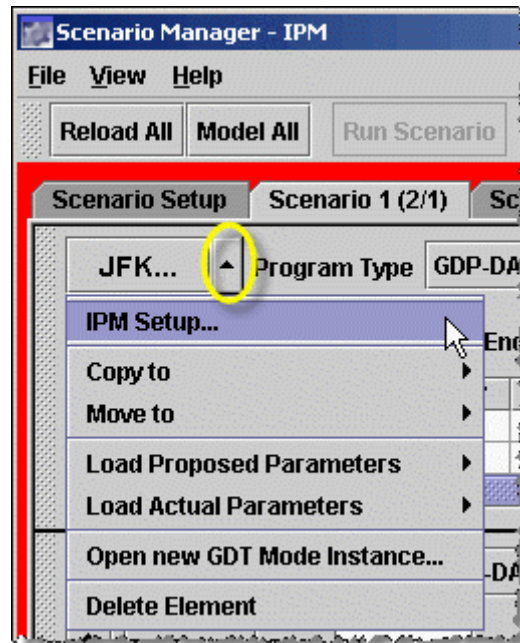 Scenario Manager - IPM
File View Help
Reload All Model All Run Scenario
Scenario Setup Scenario 1 (2/1) Sc
JFK... Program Type GDP-DA
IPM Setup...
Copy to
Move to
Load Proposed Parameters
Load Actual Parameters
Open new GDT Mode Instance...
-DA
Delete Element